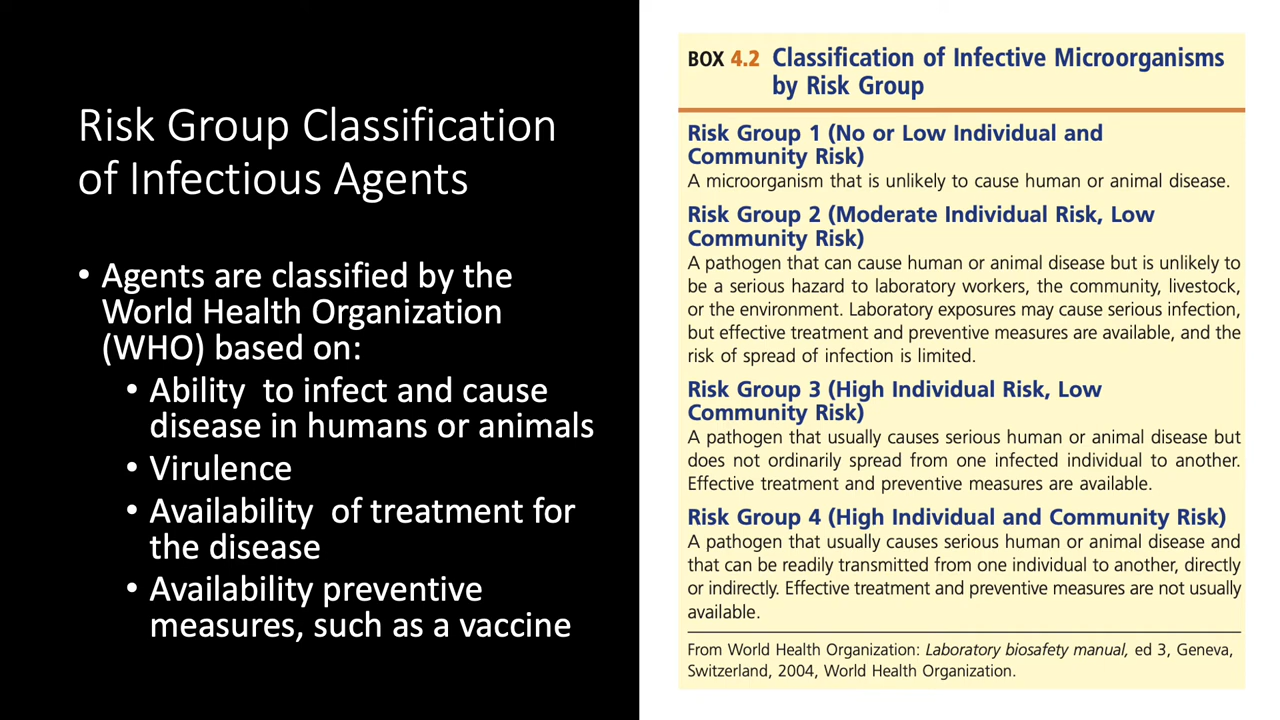 Risk Group Classification
of Infectious Agents
• Agents are classified by the
World Health Organization
(WHO) based on:
• Ability  to infect and cause
disease in humans or animals
• Virulence
• Availability  of treatment for
the disease
• Availability preventive
measures, such as a vaccine
BOX 4.2 Classification of Infective Microorganisms
by Risk Group
Risk Group 1 (No or Low Individual and
Community Risk)
A microorganism that is unlikely to cause human or animal disease.
Risk Group 2 (Moderate Individual Risk, Low
Community Risk)
A pathogen that can cause human or animal disease but is unlikely to
be a serious hazard to laboratory workers, the community, livestock,
or the environment. Laboratory exposures may cause serious infection,
but effective treatment and preventive measures are available, and the
risk of spread of infection is limited.
Risk Group 3 (High Individual Risk, Low
Community Risk)
A pathogen that usually causes serious human or animal disease but
does not ordinarily spread from one infected individual to another.
Effective treatment and preventive measures are available.
Risk Group 4 (High Individual and Community Risk)
A pathogen that usually causes serious human or animal disease and
that can be readily transmitted from one individual to another, directly
or indirectly. Effective treatment and preventive measures are not usually
available.
From World Health Organization: Laboratory biosafety manual, ed 3, Geneva,
Switzerland, 2004, World Health Organization.